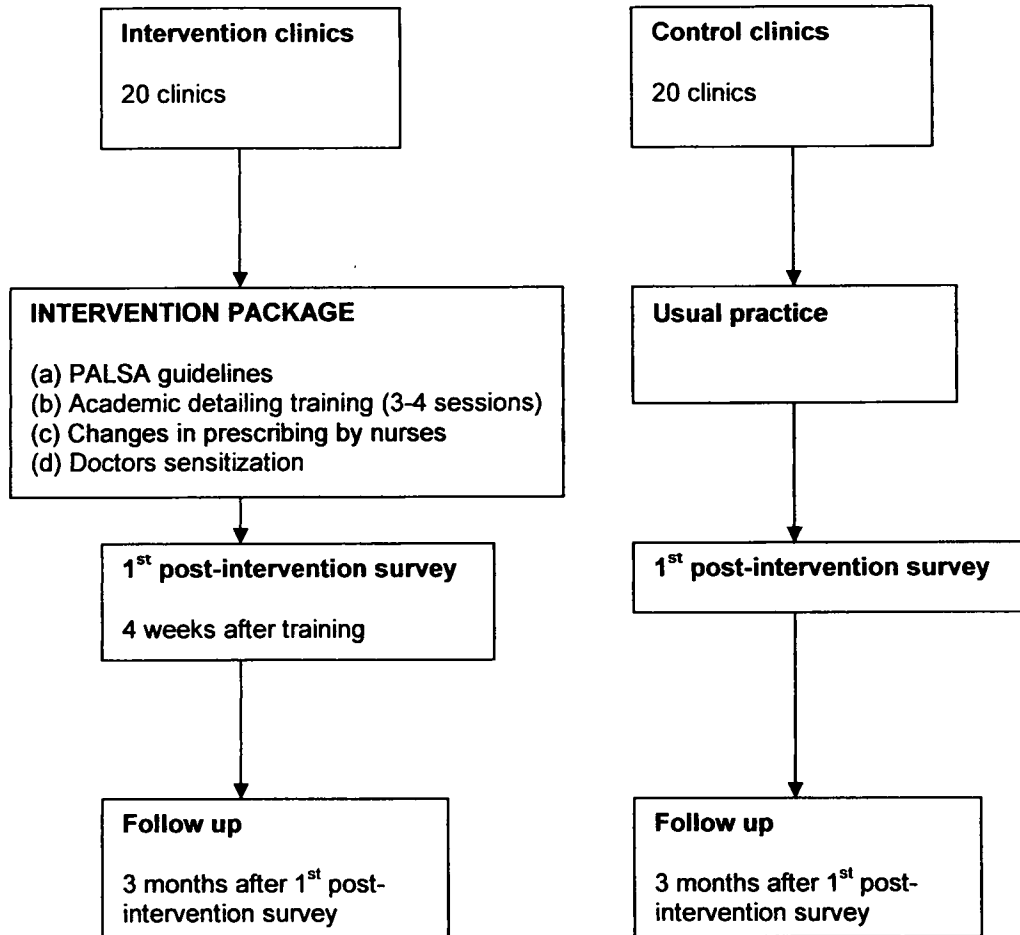 Intervention clinics
20 clinics
Control clinics
20 clinics
INTERVENTION PACKAGE
(a) PALSA guidelines
(b) Academic detailing training (3-4 sessions)
(c) Changes in prescribing by nurses
(d) Doctors sensitization
Usual practice
1st post-intervention survey
4 weeks after training
1st post-intervention survey
Follow up
3 months after 1st post-
intervention survey
Follow up
3 months after 1st post-
intervention survey